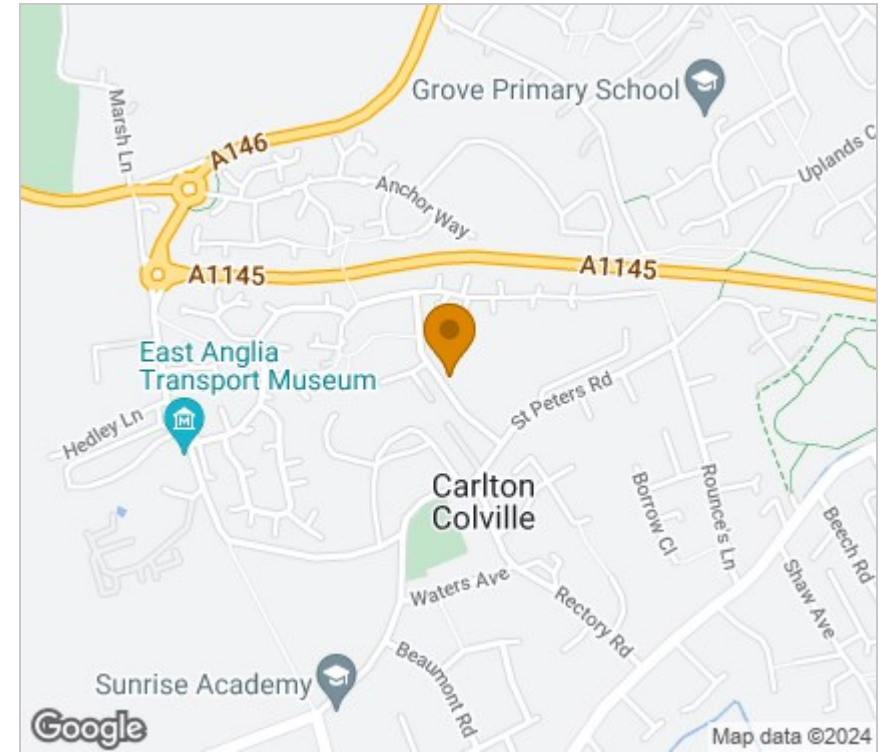 Grove Primary School
Marsh Ln
A146
Uplands C
Anchor Way
A1145
A1145
East Anglia
Transport Museum
St Peters Rd
Hedley Ln
Carlton
Colville
Borrow Cl
Rounce's Ln
Beech Rd
Shaw Ave
Waters Ave
Rectory Rd
Beaumont Rd
Sunrise Academy
Google
Map data ©2024